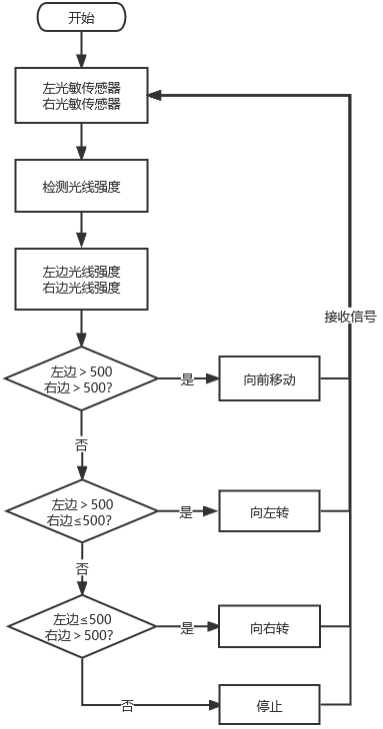 开始
左光敏传感器
右光敏传感器
检测光线强度
左边光线强度
右边光线强度
接收信号
左边 > 500
右边 > 500?
是
向前移动
否
左边 > 500
右边≤500?
是
向左转
否
左边≤500
右边 > 500?
是
向右转
否
停止